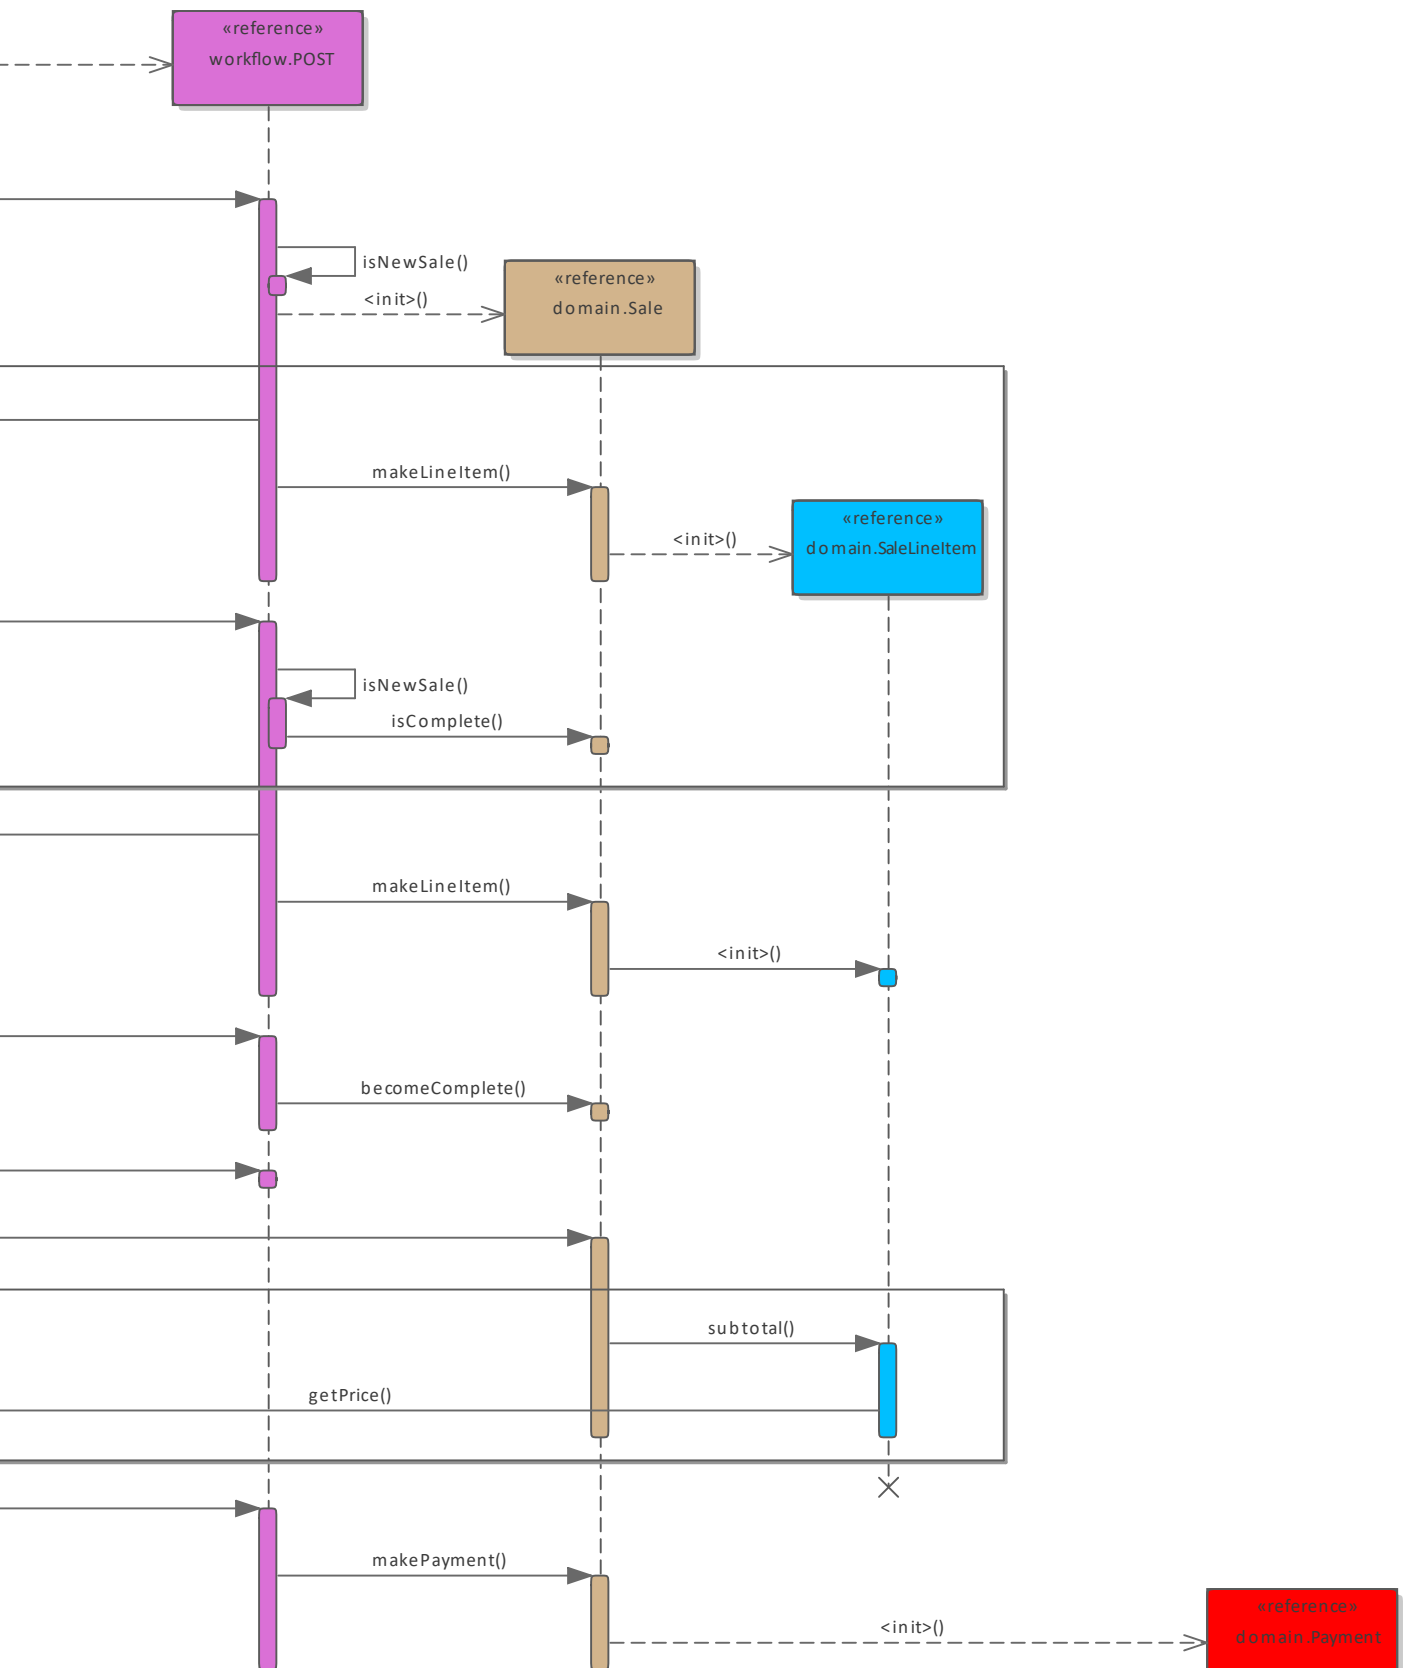 «reference»
workflow.POST
isNewSale()
<init>()
«reference»
domain.Sale
makeLineItem()
<init>()
«reference»
domain.SaleLineItem
isNewSale()
isComplete()
makeLineItem()
<init>()
becomeComplete()
subtotal()
getPrice()
makePayment()
<init>()
«reference»
domain.Payment